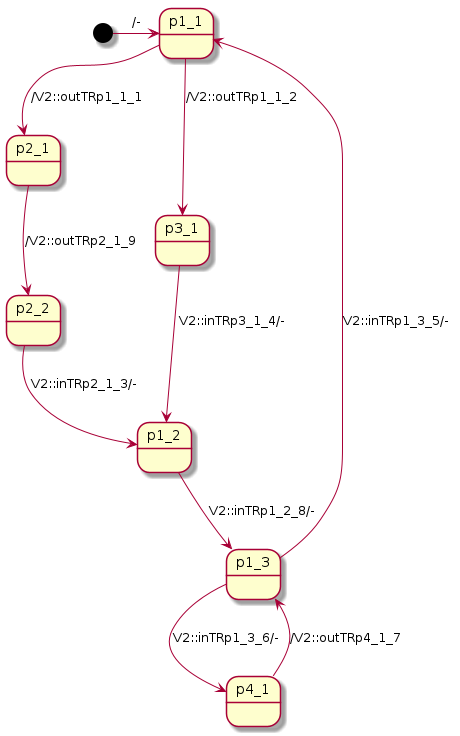 /-
p1_1
/V2::outTRp1_1_1
/V2::outTRp1_1_2
p2_1
p3_1
/V2::outTRp2_1_9
p2_2
V2::inTRp3_1_4/-
V2::inTRp1_3_5/-
V2::inTRp2_1_3/-
p1_2
V2::inTRp1_2_8/-
p1_3
V2::inTRp1_3_6/-
/V2::outTRp4_1_7
p4_1